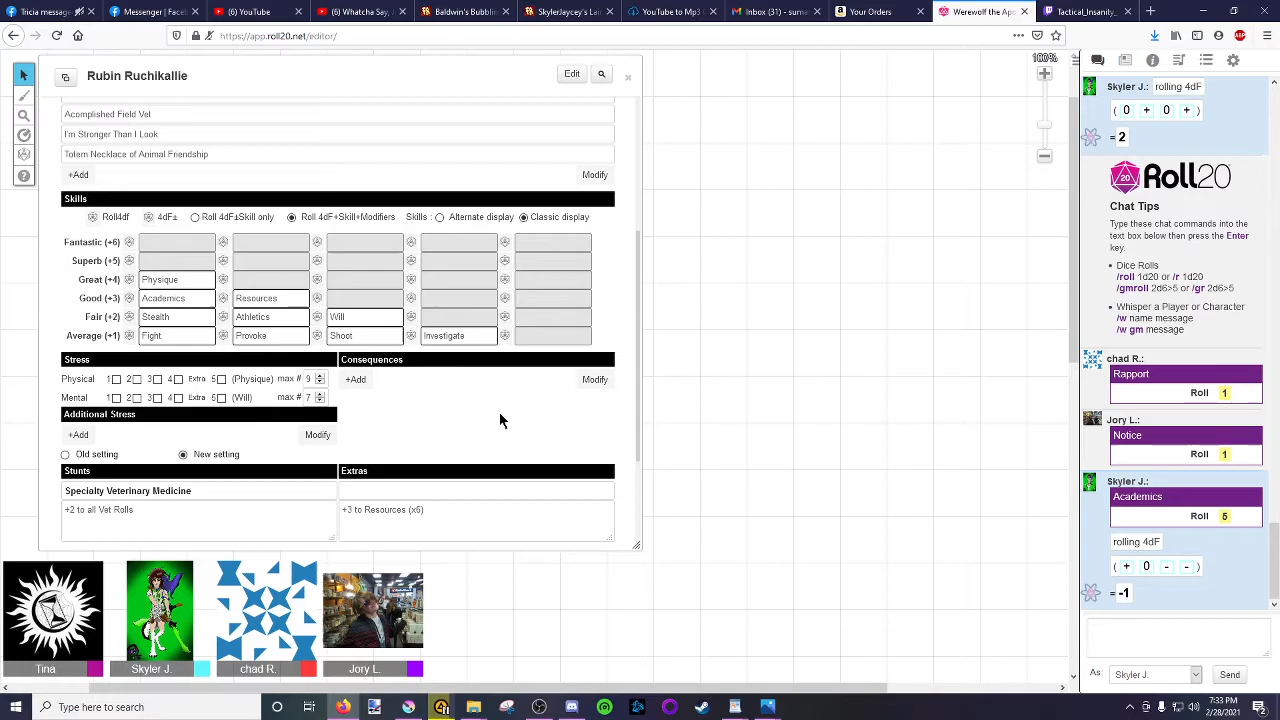 Tricia message
Messenger | Faceb
(6) YouTube
(6) Whatcha Say,
Baldwin's Bubblin
SkylerJaycey's Lau
YouTube to Mp3
Inbox (31) - sumar
Your Orders
Werewolf the Apo
Tactical_Insanity_
https://app.roll20.net/editor/
Rubin Ruchikallie
Edit
100%
Acomplished Field Vet
I'm Stronger Than I Look
Totem Necklace of Animal Friendship
+Add
Modify
Skills
Roll4df
4dF±
Roll 4dF±Skill only
Roll 4dF+Skill+Modifiers
Skills :
Alternate display
Classic display
Fantastic (+6)
Superb (+5)
Great (+4) Physique
Good (+3) Academics Resources
Fair (+2) Stealth Athletics Will
Average (+1) Fight Provoke Shoot Investigate
Stress
Consequences
Physical 1 2 3 4 Extra 5 (Physique) max # 9
+Add
Modify
Mental 1 2 3 4 Extra 5 (Will) max # 7
Additional Stress
+Add
Modify
Old setting
New setting
Stunts
Extras
Specialty Veterinary Medicine
+2 to all Vet Rolls
+3 to Resources (x6)
Tina
Skyler J.
chad R.
Jory L.
Skyler J.: rolling 4dF
( 0 + 0 + )
= 2
20
Roll20
Chat Tips
Type these chat commands into the
text box below then press the Enter
key.
• Dice Rolls
/roll 1d20 or /r 1d20
/gmroll 2d6>5 or /gr 2d6>5
• Whisper a Player or Character
/w name message
/w gm message
chad R.:
Rapport
Roll 1
Jory L.:
Notice
Roll 1
Skyler J.:
Academics
Roll 5
rolling 4dF
( + 0 - - )
= -1
As: Skyler J.
Send
Type here to search
7:33 PM
2/28/2021